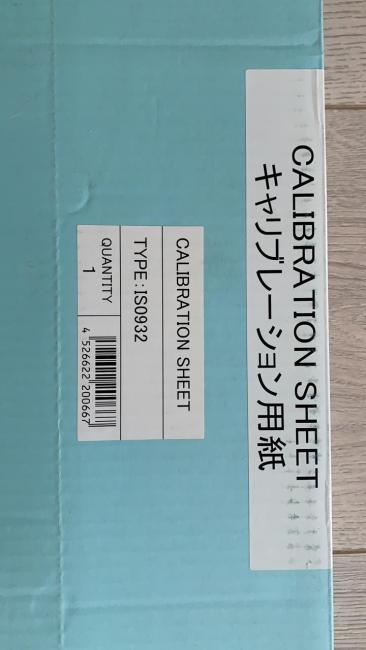 CALIBRATION SHEET
キャリブレーション用紙
CALIBRATION SHEET
TYPE:IS0932
QUANTITY
1
4 526622 200667